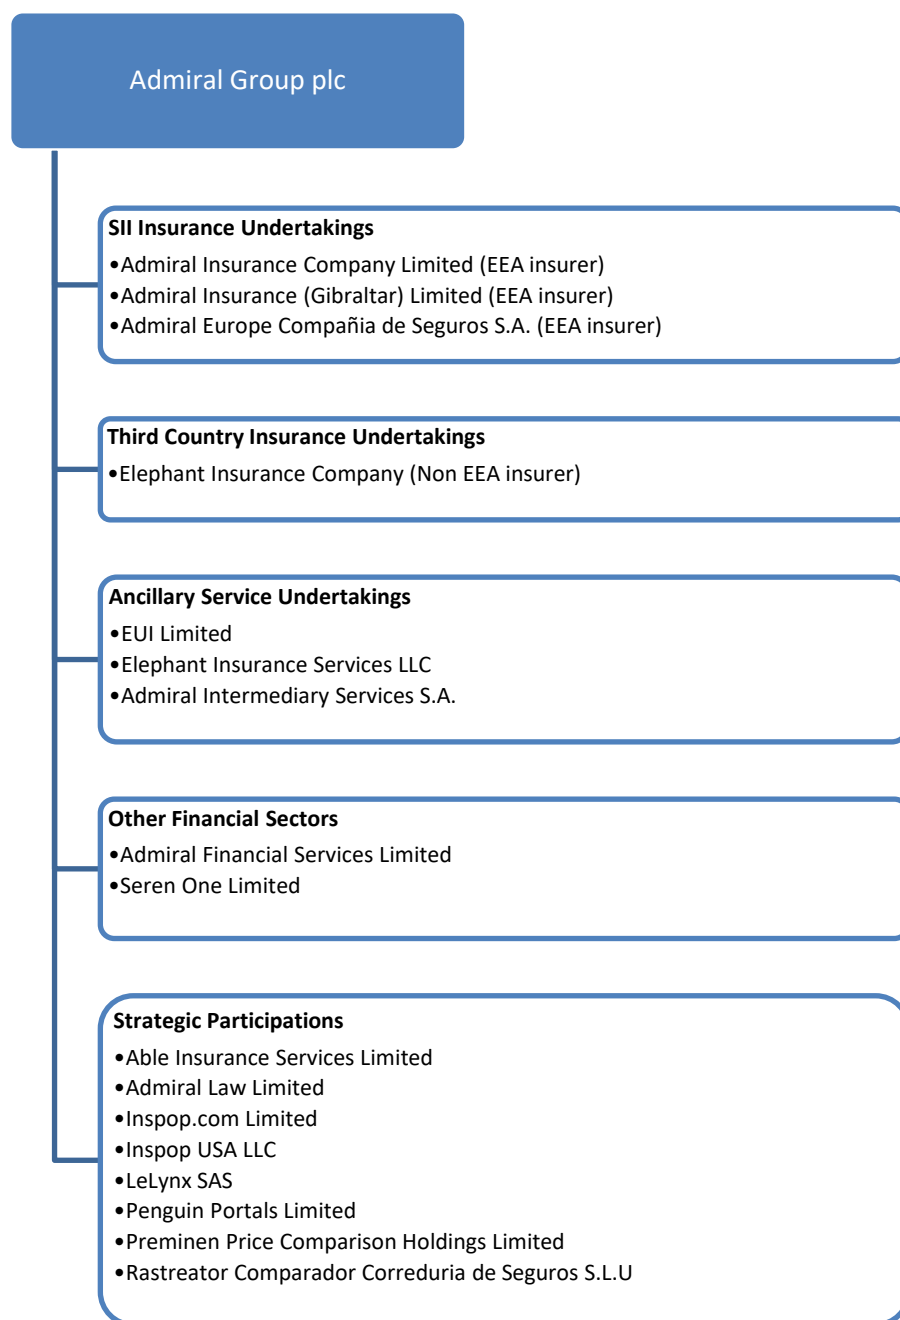 Admiral Group plc
SII Insurance Undertakings
•Admiral Insurance Company Limited (EEA insurer)
•Admiral Insurance (Gibraltar) Limited (EEA insurer)
•Admiral Europe Compañia de Seguros S.A. (EEA insurer)
Third Country Insurance Undertakings
•Elephant Insurance Company (Non EEA insurer)
Ancillary Service Undertakings
•EUI Limited
•Elephant Insurance Services LLC
•Admiral Intermediary Services S.A.
Other Financial Sectors
•Admiral Financial Services Limited
•Seren One Limited
Strategic Participations
•Able Insurance Services Limited
•Admiral Law Limited
•Inspop.com Limited
•Inspop USA LLC
•LeLynx SAS
•Penguin Portals Limited
•Preminen Price Comparison Holdings Limited
•Rastreator Comparador Correduria de Seguros S.L.U